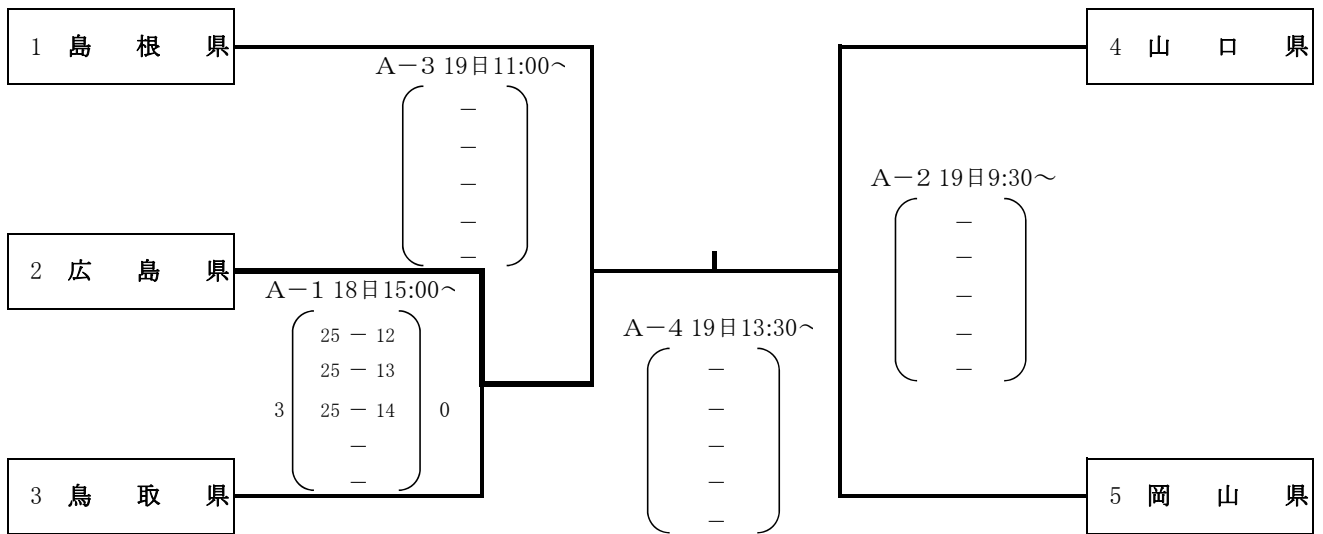 1 島 根 県
4 山 口 県
A－3 19日11:00～
－
－
－
－
－
A－2 19日9:30～
－
－
－
－
－
2 広 島 県
A－1 18日15:00～
25 － 12
25 － 13
3 25 － 14 0
－
－
A－4 19日13:30～
－
－
－
－
－
3 鳥 取 県
5 岡 山 県